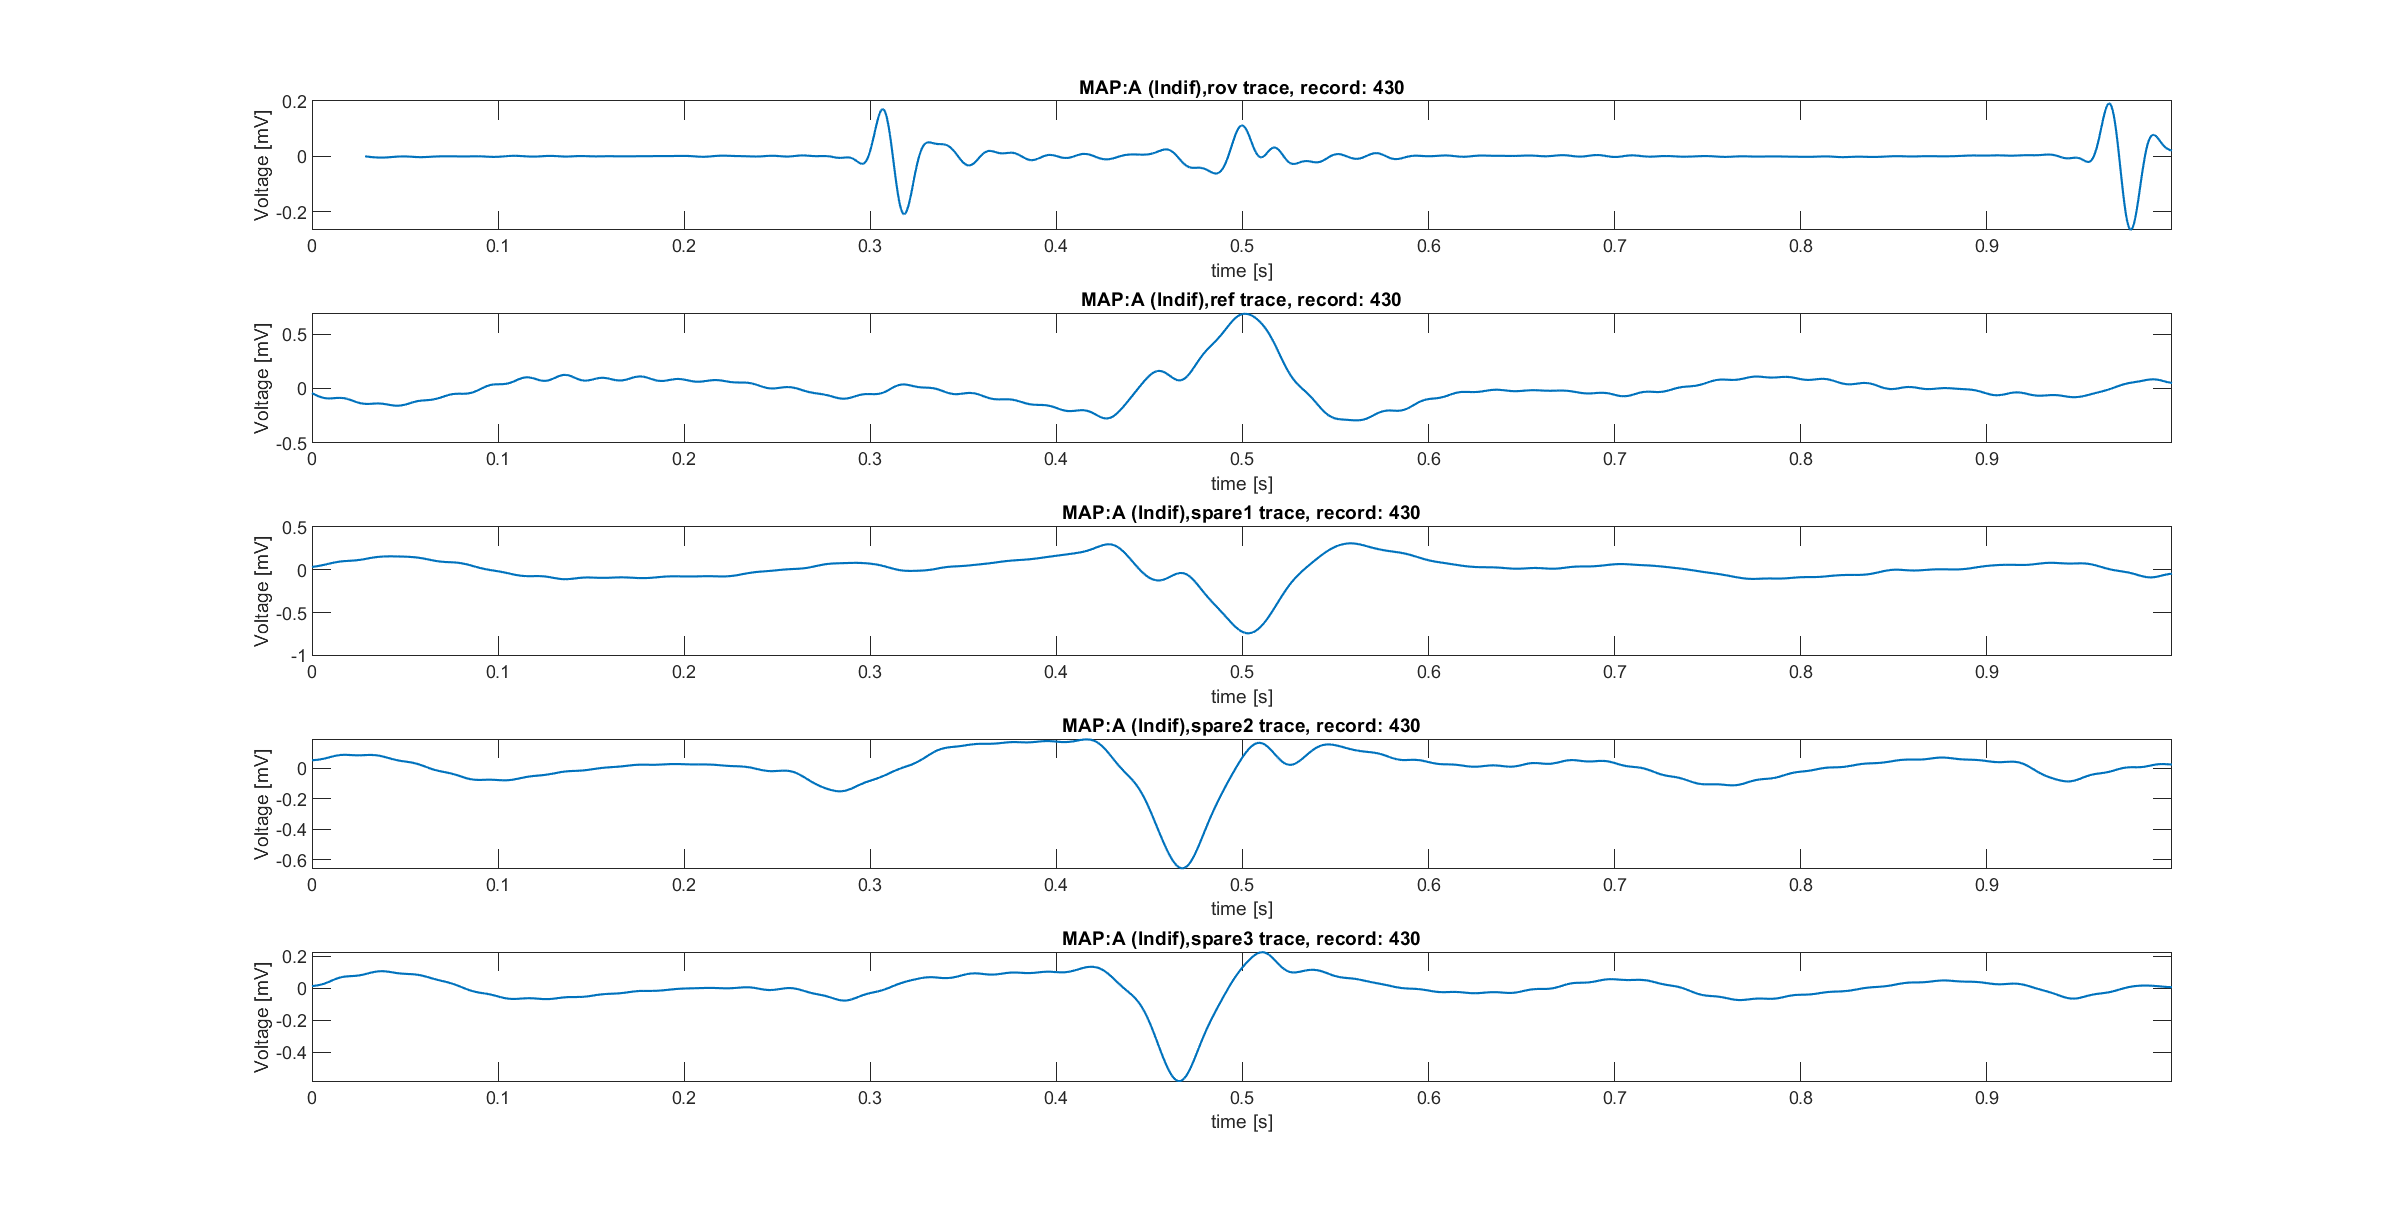 MAP:A (Indif),rov trace, record: 430
Voltage [mV]
0.2
0
-0.2
0 0.1 0.2 0.3 0.4 0.5 0.6 0.7 0.8 0.9
time [s]
MAP:A (Indif),ref trace, record: 430
Voltage [mV]
0.5
0
-0.5
0 0.1 0.2 0.3 0.4 0.5 0.6 0.7 0.8 0.9
time [s]
MAP:A (Indif),spare1 trace, record: 430
Voltage [mV]
0.5
0
-0.5
-1
0 0.1 0.2 0.3 0.4 0.5 0.6 0.7 0.8 0.9
time [s]
MAP:A (Indif),spare2 trace, record: 430
Voltage [mV]
0
-0.2
-0.4
-0.6
0 0.1 0.2 0.3 0.4 0.5 0.6 0.7 0.8 0.9
time [s]
MAP:A (Indif),spare3 trace, record: 430
Voltage [mV]
0.2
0
-0.2
-0.4
0 0.1 0.2 0.3 0.4 0.5 0.6 0.7 0.8 0.9
time [s]